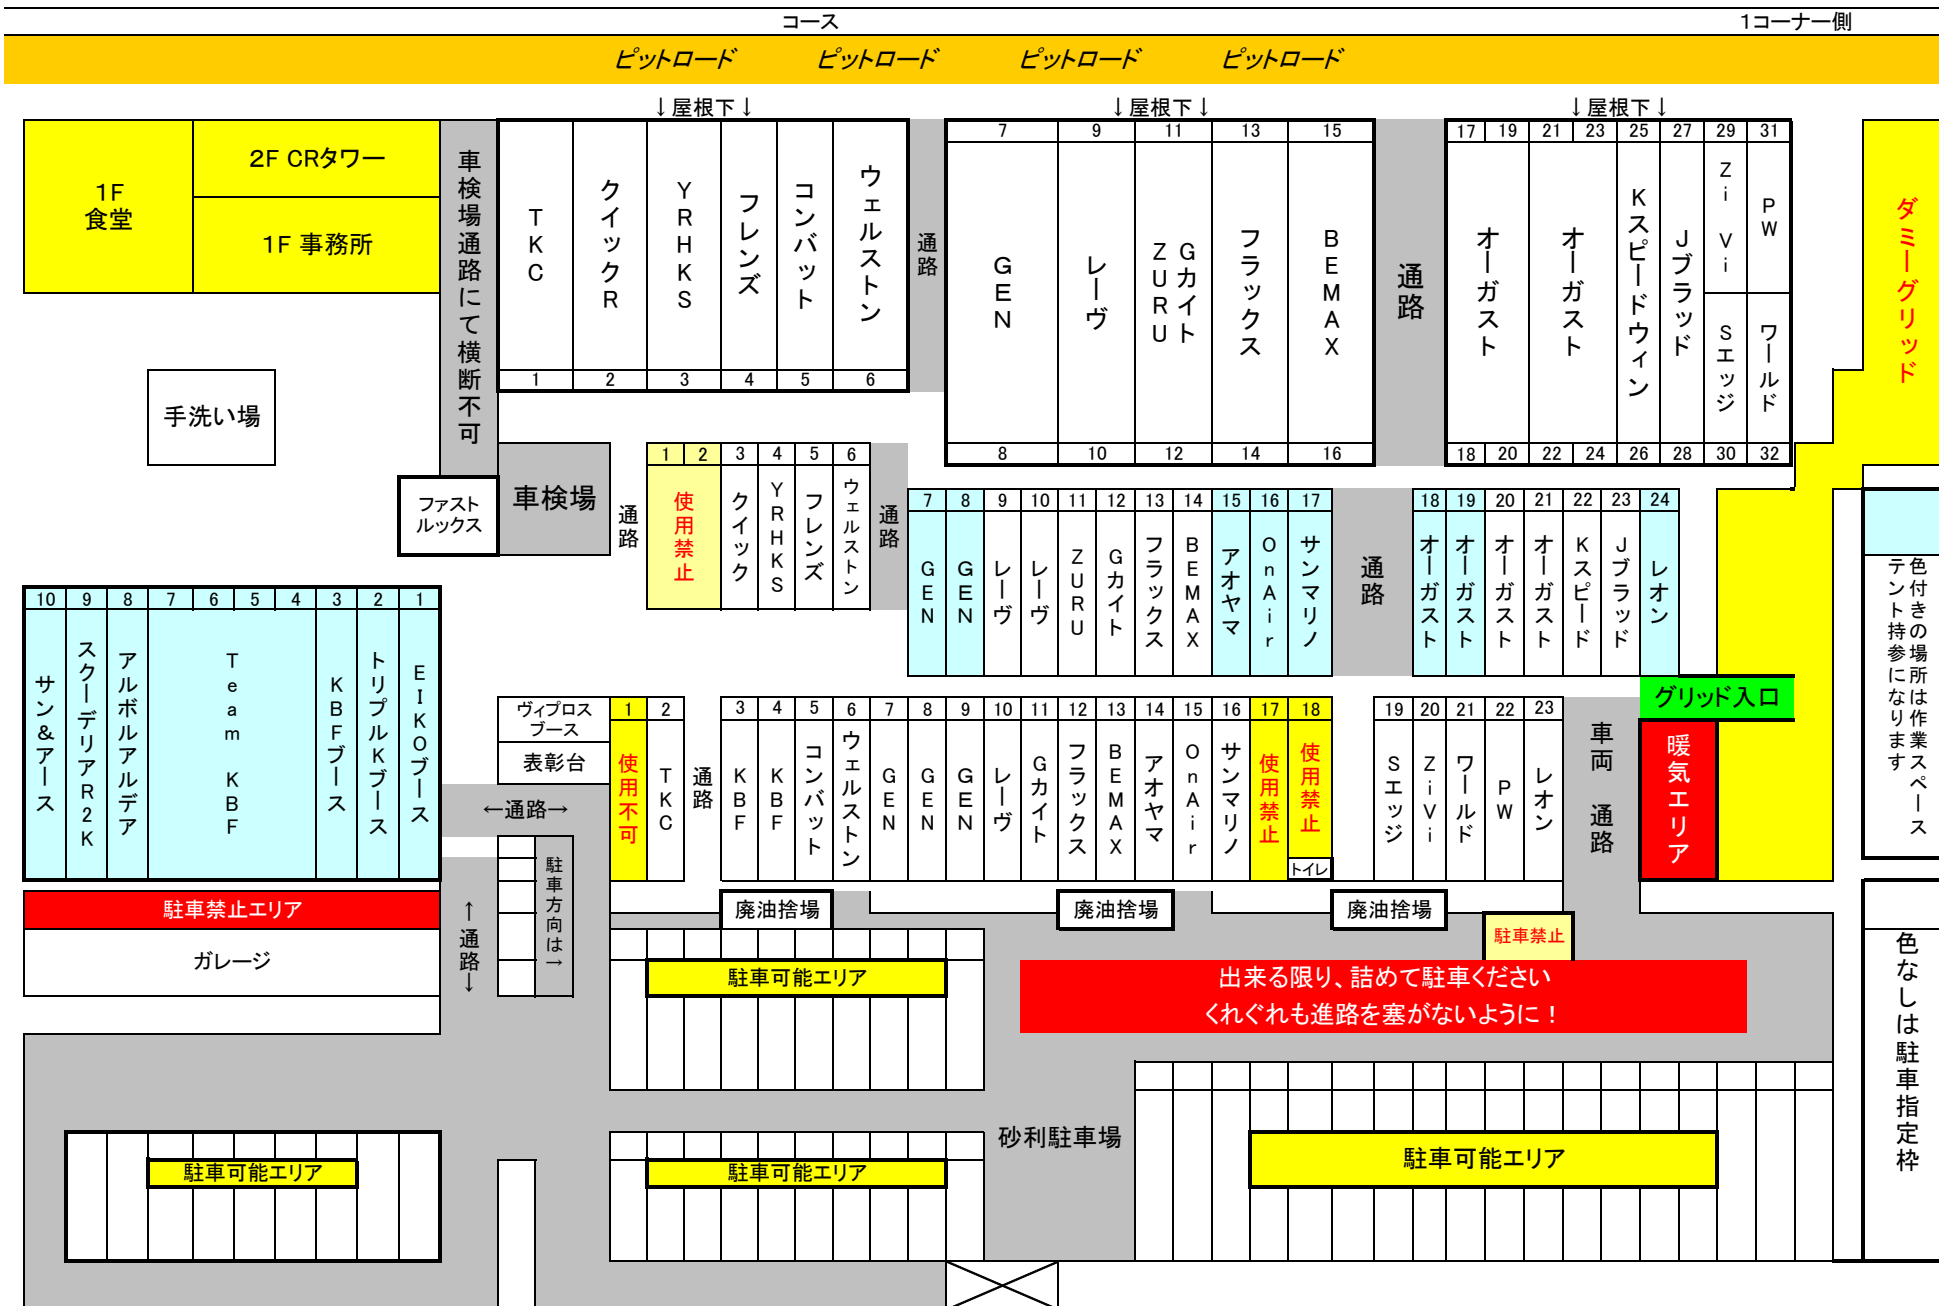 コース
1コーナー側
ピットロード ピットロード ピットロード ピットロード
↓屋根下↓ ↓屋根下↓ ↓屋根下↓
1F
食堂
2F CRタワー
1F 事務所
車検場通路にて横断不可
TKC
クイックR
YRHKS
フレンズ
コンバット
ウェルストン
1 2 3 4 5 6
通路
7 9 11 13 15
GEN
レーヴ
Gカイト
ZURU
フラックス
BEMAX
8 10 12 14 16
通路
17 19 21 23 25 27 29 31
オーガスト
オーガスト
Kスピードウィン
Jブラッド
Zi Vi
PW
Sエッジ
ワールド
18 20 22 24 26 28 30 32
ダミーグリッド
手洗い場
ファスト
ルックス
車検場
通路
1 2 3 4 5 6
使用禁止
クイック
YRHKS
フレンズ
ウェルストン
通路
7 8 9 10 11 12 13 14 15 16 17
GEN
GEN
レーヴ
レーヴ
ZURU
Gカイト
フラックス
BEMAX
アオヤマ
OnAir
サンマリノ
通路
18 19 20 21 22 23 24
オーガスト
オーガスト
オーガスト
オーガスト
Kスピード
Jブラッド
レオン
色付きの場所は作業スペース
テント持参になります
10 9 8 7 6 5 4 3 2 1
サン&アース
スクーデリアR2K
アルボルアルデア
Team KBF
KBFブース
トリプルKブース
EIKOブース
ヴィプロス
ブース
表彰台
←通路→
1 2
使用不可
TKC
通路
3 4 5 6 7 8 9 10 11 12 13 14 15 16 17 18
KBF
KBF
コンバット
ウェルストン
GEN
GEN
GEN
レーヴ
Gカイト
フラックス
BEMAX
アオヤマ
OnAir
サンマリノ
使用禁止
使用禁止
トイレ
19 20 21 22 23
Sエッジ
ZiVi
ワールド
PW
レオン
車両 通路
グリッド入口
暖気エリア
駐車禁止エリア
ガレージ
↑通路↓
駐車方向は→
廃油捨場
廃油捨場
廃油捨場
駐車禁止
駐車可能エリア
出来る限り、詰めて駐車ください
くれぐれも進路を塞がないように！
色なしは駐車指定枠
砂利駐車場
駐車可能エリア
駐車可能エリア
駐車可能エリア